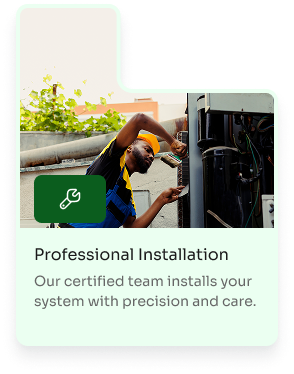 Professional Installation
Our certified team installs your
system with precision and care.